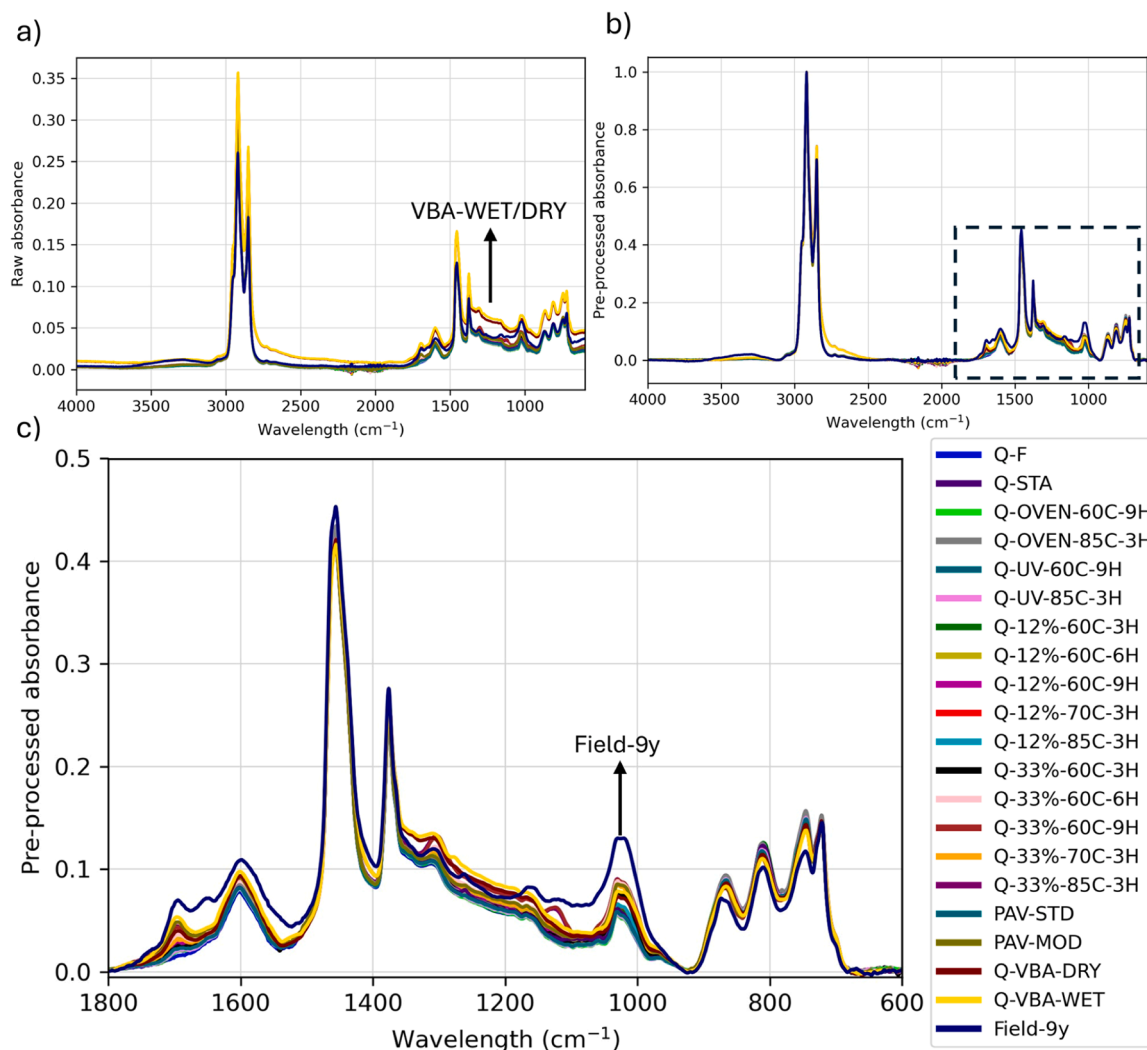 a)
Raw absorbance
0.35
0.30
0.25
0.20
0.15
0.10
0.05
0.00
VBA-WET/DRY
4000 3500 3000 2500 2000 1500 1000
Wavelength (cm⁻¹)
b)
Pre-processed absorbance
1.0
0.8
0.6
0.4
0.2
0.0
4000 3500 3000 2500 2000 1500 1000
Wavelength (cm⁻¹)
c)
Pre-processed absorbance
0.5
0.4
0.3
0.2
0.1
0.0
Field-9y
1800 1600 1400 1200 1000 800 600
Wavelength (cm⁻¹)
Q-F
Q-STA
Q-OVEN-60C-9H
Q-OVEN-85C-3H
Q-UV-60C-9H
Q-UV-85C-3H
Q-12%-60C-3H
Q-12%-60C-6H
Q-12%-60C-9H
Q-12%-70C-3H
Q-12%-85C-3H
Q-33%-60C-3H
Q-33%-60C-6H
Q-33%-60C-9H
Q-33%-70C-3H
Q-33%-85C-3H
PAV-STD
PAV-MOD
Q-VBA-DRY
Q-VBA-WET
Field-9y